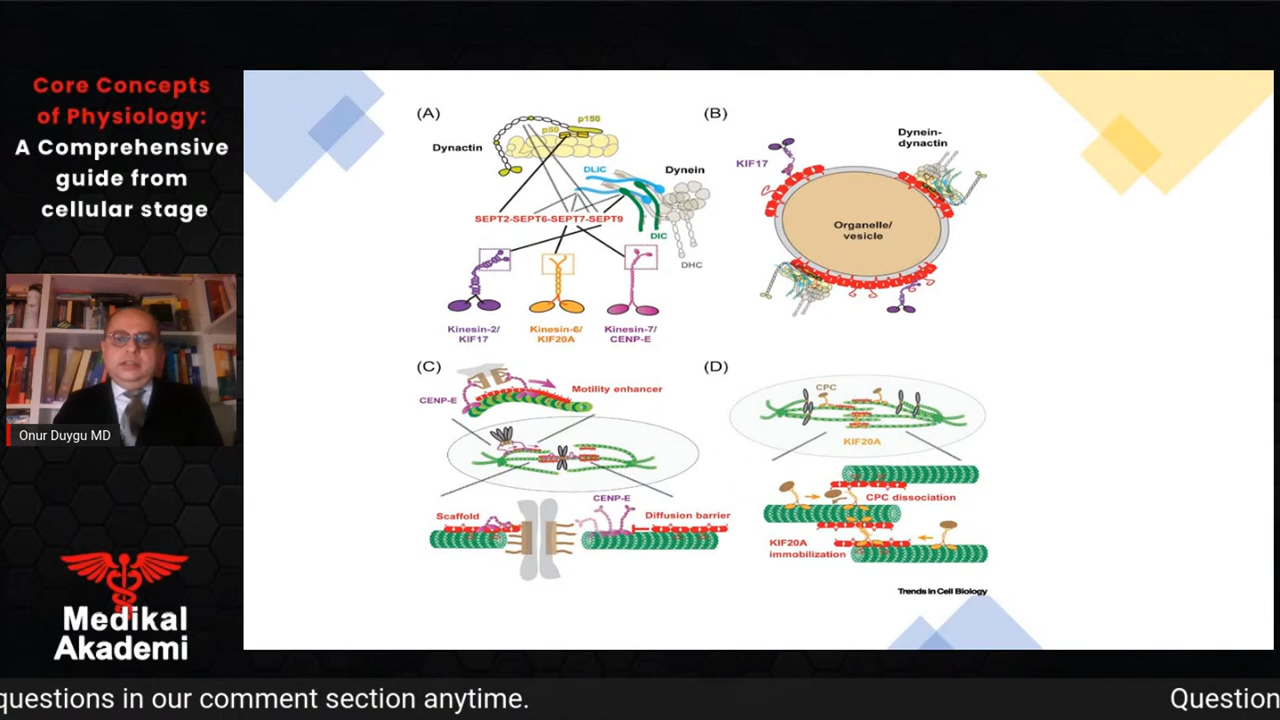 Core Concepts
of Physiology:
A Comprehensive
guide from
cellular stage
Onur Duygu MD
Medikal
Akademi
(A)
Dynactin
p50
p150
DLIC
Dynein
SEPT2-SEPT6-SEPT7-SEPT9
DIC
DHC
Kinesin-2/
KIF17
Kinesin-6/
KIF20A
Kinesin-7/
CENP-E
(B)
KIF17
Dynein-
dynactin
Organelle/
vesicle
(C)
CENP-E
Motility enhancer
Scaffold
CENP-E
Diffusion barrier
(D)
CPC
KIF20A
CPC dissociation
KIF20A
immobilization
Trends in Cell Biology
questions in our comment section anytime.
Question